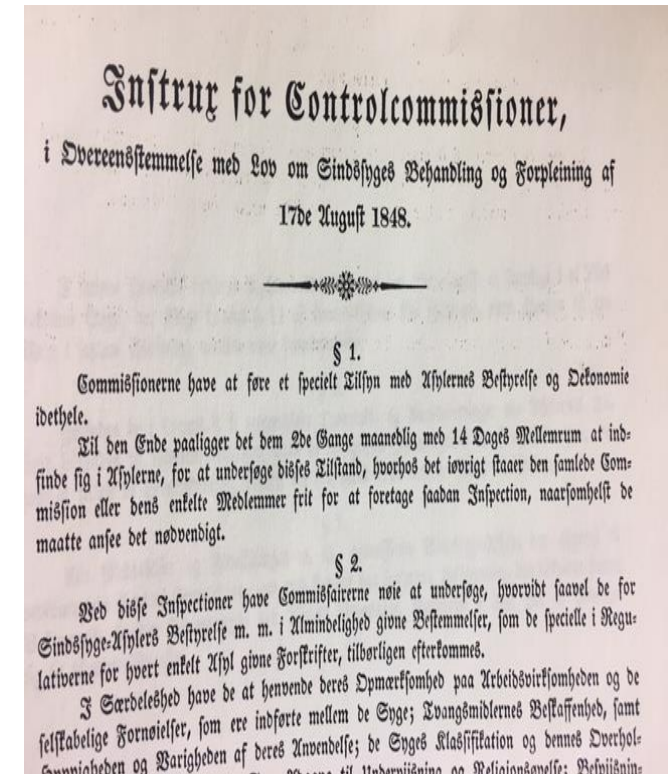 Instrux for Controlcommissioner,
i Overeensstemmelse med Lov om Sindssyges Behandling og Forpleining af
17de August 1848.
§ 1.
Commissionerne have at føre et specielt Tilsyn med Asylernes Bestyrelse og Oekonomie
idethele.
Til den Ende paaligger det dem 2de Gange maanedlig med 14 Dages Mellemrum at ind-
finde sig i Asylerne, for at undersøge disses Tilstand, hvorhos det iøvrigt staaer den samlede Com-
mission eller dens enkelte Medlemmer frit for at foretage saadan Inspection, naarsomhelst de
maatte ansee det nødvendigt.
§ 2.
Ved disse Inspectioner have Commissairerne nøie at undersøge, hvorvidt saavel de for
Sindssyge-Asylers Bestyrelse m. m. i Almindelighed givne Bestemmelser, som de specielle i Regu-
lativerne for hvert enkelt Asyl givne Forskrifter, tilbørligen efterkommes.
I Særdeleshed have de at henvende deres Opmærksomhed paa Arbeidsvirksomheden og de
selskabelige Fornøielser, som ere indførte mellem de Syge; Tvangsmidlernes Beskaffenhed, samt
og Varigheden af deres Anvendelse; de Syges Klassifikation og dennes Overhol-
til Underviisning og Religionsøvelse; Bespiisnin-